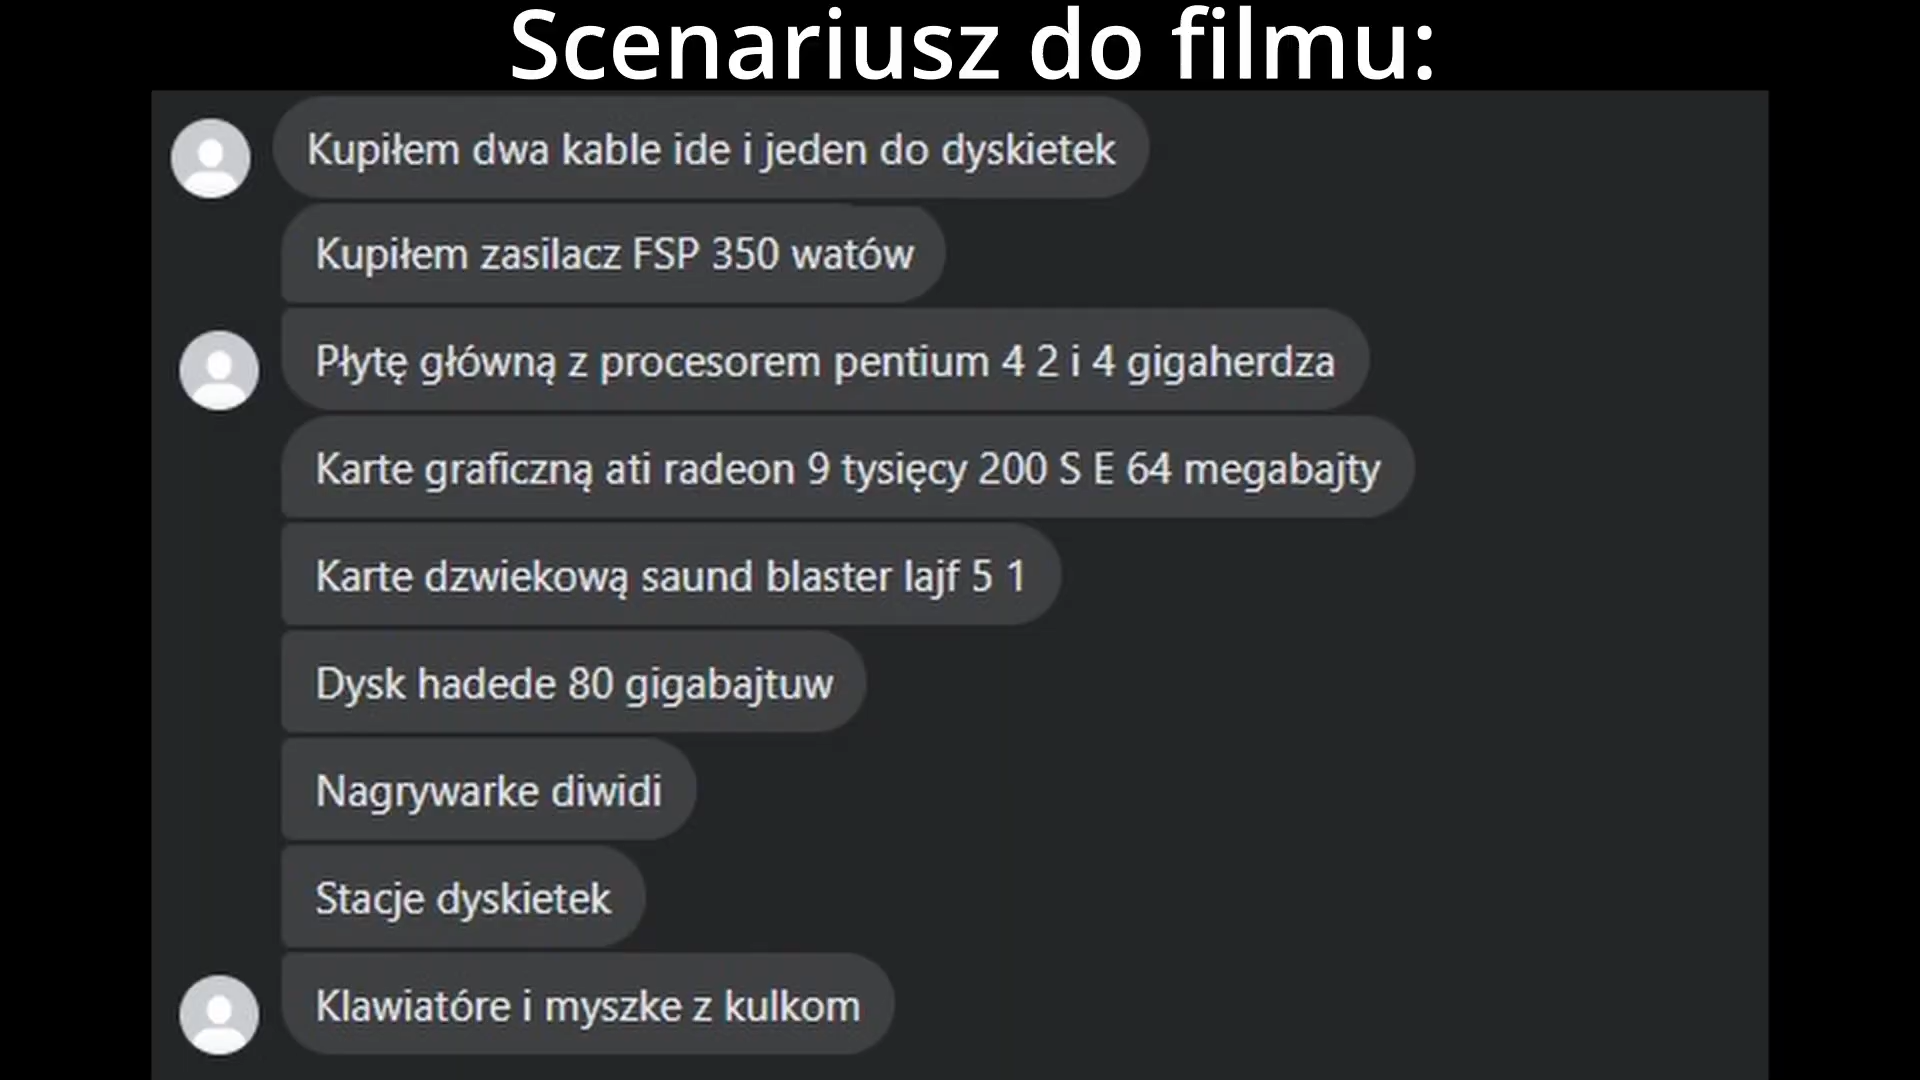 Scenariusz do filmu:
Kupiłem dwa kable ide i jeden do dyskietek
Kupiłem zasilacz FSP 350 watów
Płytę główną z procesorem pentium 4 2 i 4 gigaherdza
Karte graficzną ati radeon 9 tysięcy 200 S E 64 megabajty
Karte dzwiekową saund blaster lajf 5 1
Dysk hadede 80 gigabajtuw
Nagrywarke diwidi
Stacje dyskietek
Klawiatóre i myszke z kulkom